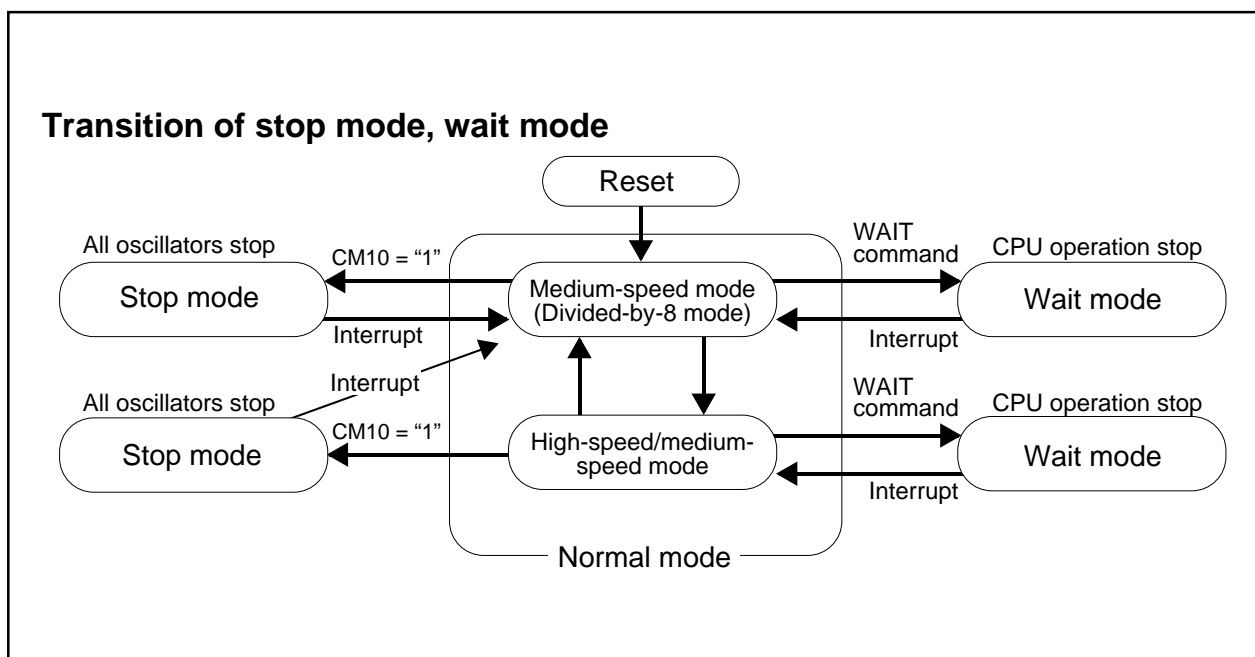 Transition of stop mode, wait mode
Reset
All oscillators stop
CM10 = “1”
WAIT
command
CPU operation stop
Stop mode
Medium-speed mode
(Divided-by-8 mode)
Wait mode
Interrupt
Interrupt
Interrupt
All oscillators stop
CM10 = “1”
WAIT
command
CPU operation stop
Stop mode
High-speed/medium-
speed mode
Wait mode
Interrupt
Normal mode